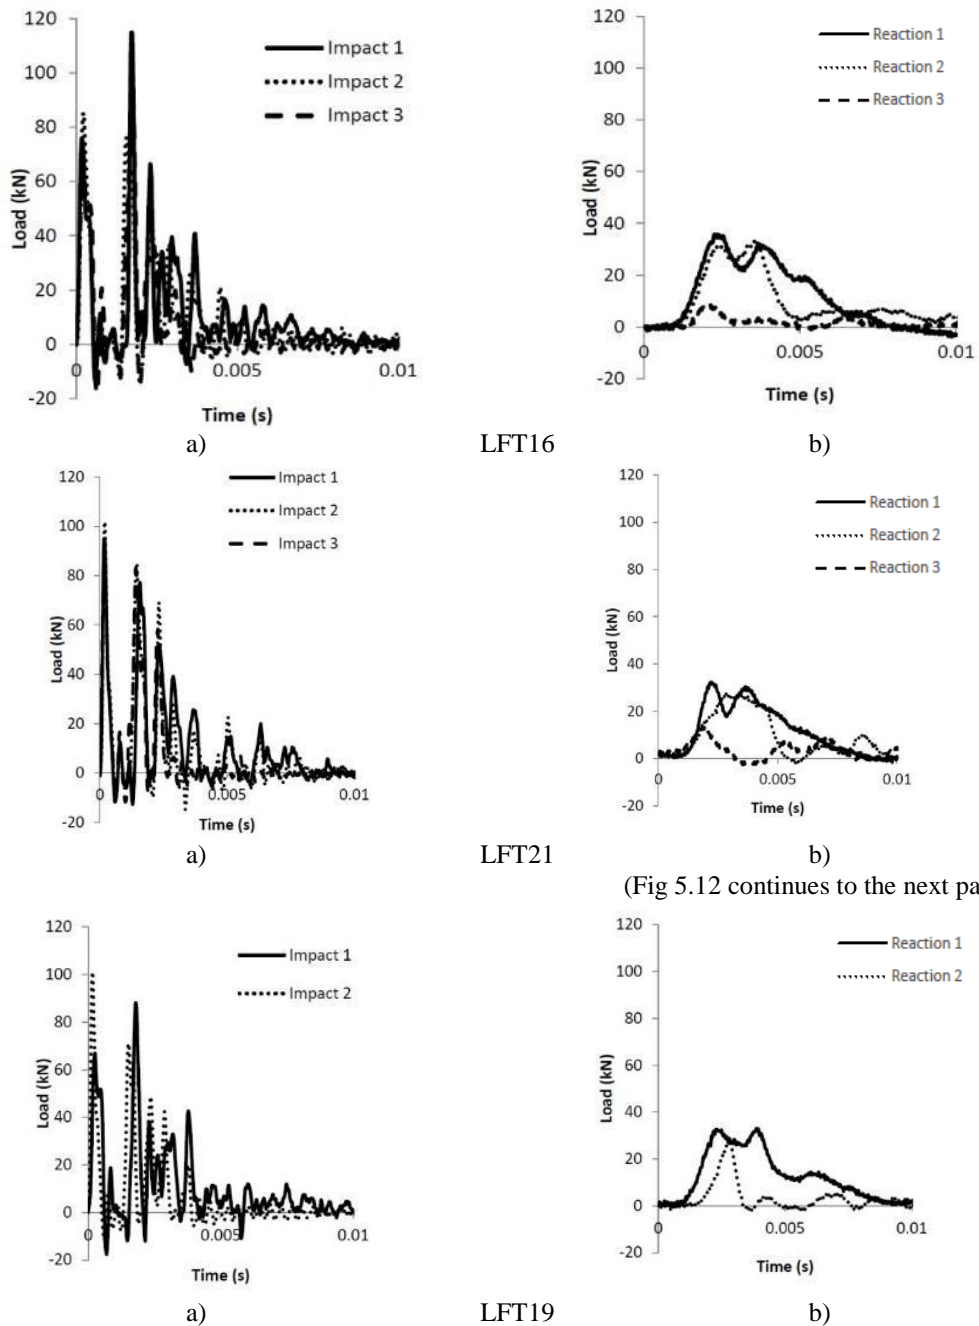 120
100
80
60
40
20
0
-20
Load (kN)
Impact 1
Impact 2
Impact 3
0
0.005
0.01
Time (s)
120
100
80
60
40
20
0
-20
Load (kN)
Reaction 1
Reaction 2
Reaction 3
0
0.005
0.01
Time (s)
a) LFT16 b)
120
100
80
60
40
20
0
-20
Load (kN)
Impact 1
Impact 2
Impact 3
0
0.005
0.01
Time (s)
120
100
80
60
40
20
0
-20
Load (kN)
Reaction 1
Reaction 2
Reaction 3
0
0.005
0.01
Time (s)
a) LFT21 b)
(Fig 5.12 continues to the next pa
120
100
80
60
40
20
0
-20
Load (kN)
Impact 1
Impact 2
0
0.005
0.01
Time (s)
120
100
80
60
40
20
0
-20
Load (kN)
Reaction 1
Reaction 2
0
0.005
0.01
Time (s)
a) LFT19 b)